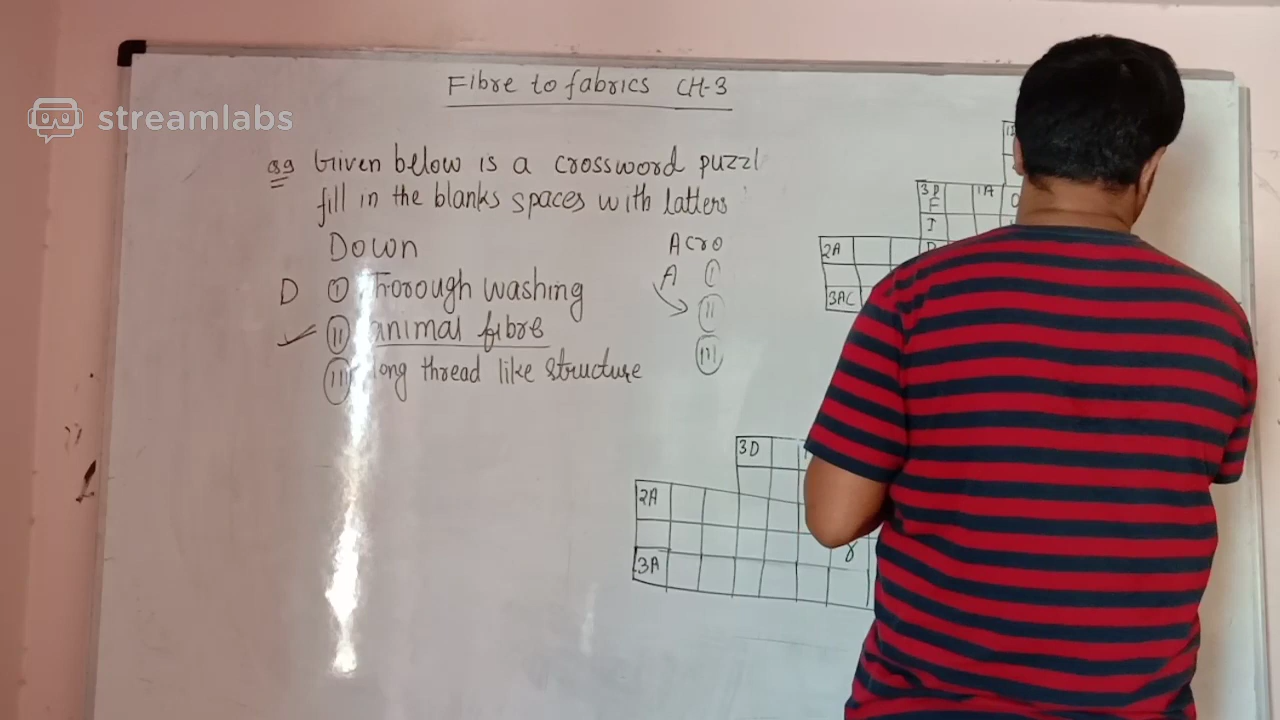 Fibre to fabrics CH-3
streamlabs
Q9 Given below is a crossword puzzl
fill in the blanks spaces with latters
Down
Acro
D (I) Thorough washing
A (I)
(II) animal fibre
(II)
(III) long thread like structure
(III)
3D 1A O
E
I
2A
3AC
3D
2A
3A